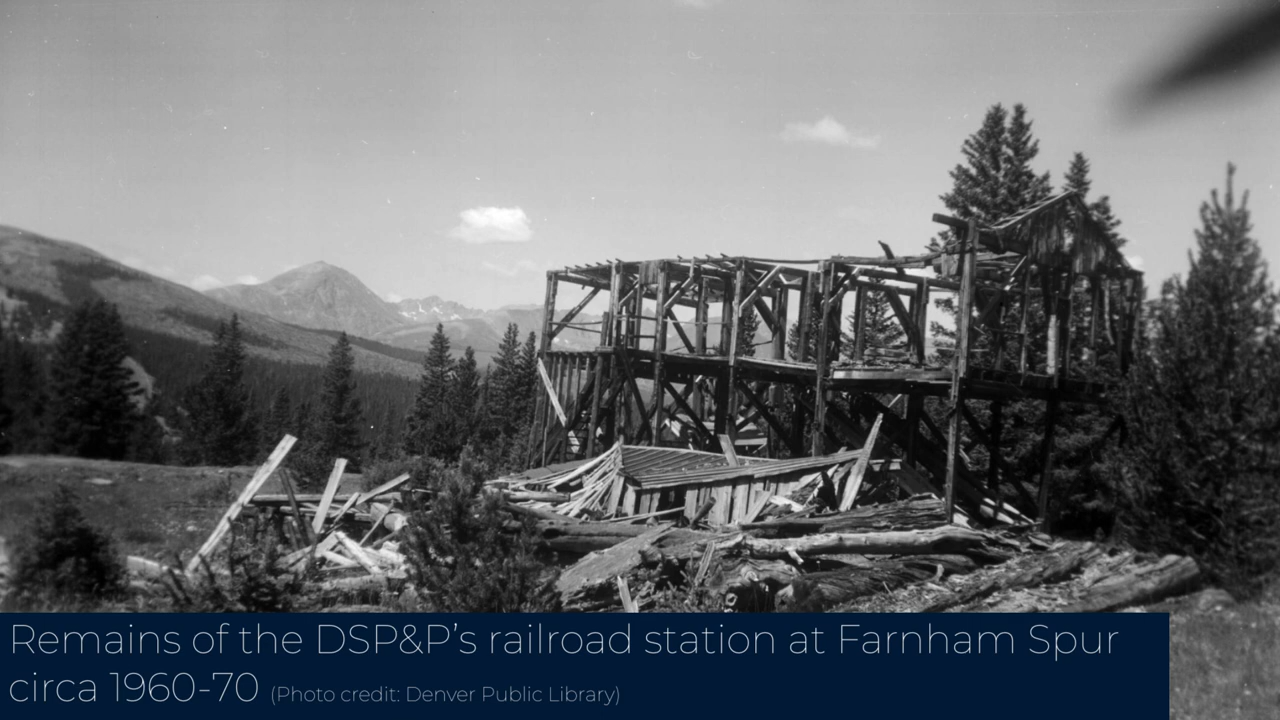 Remains of the DSP&P's railroad station at Farnham Spur
circa 1960-70 (Photo credit: Denver Public Library)